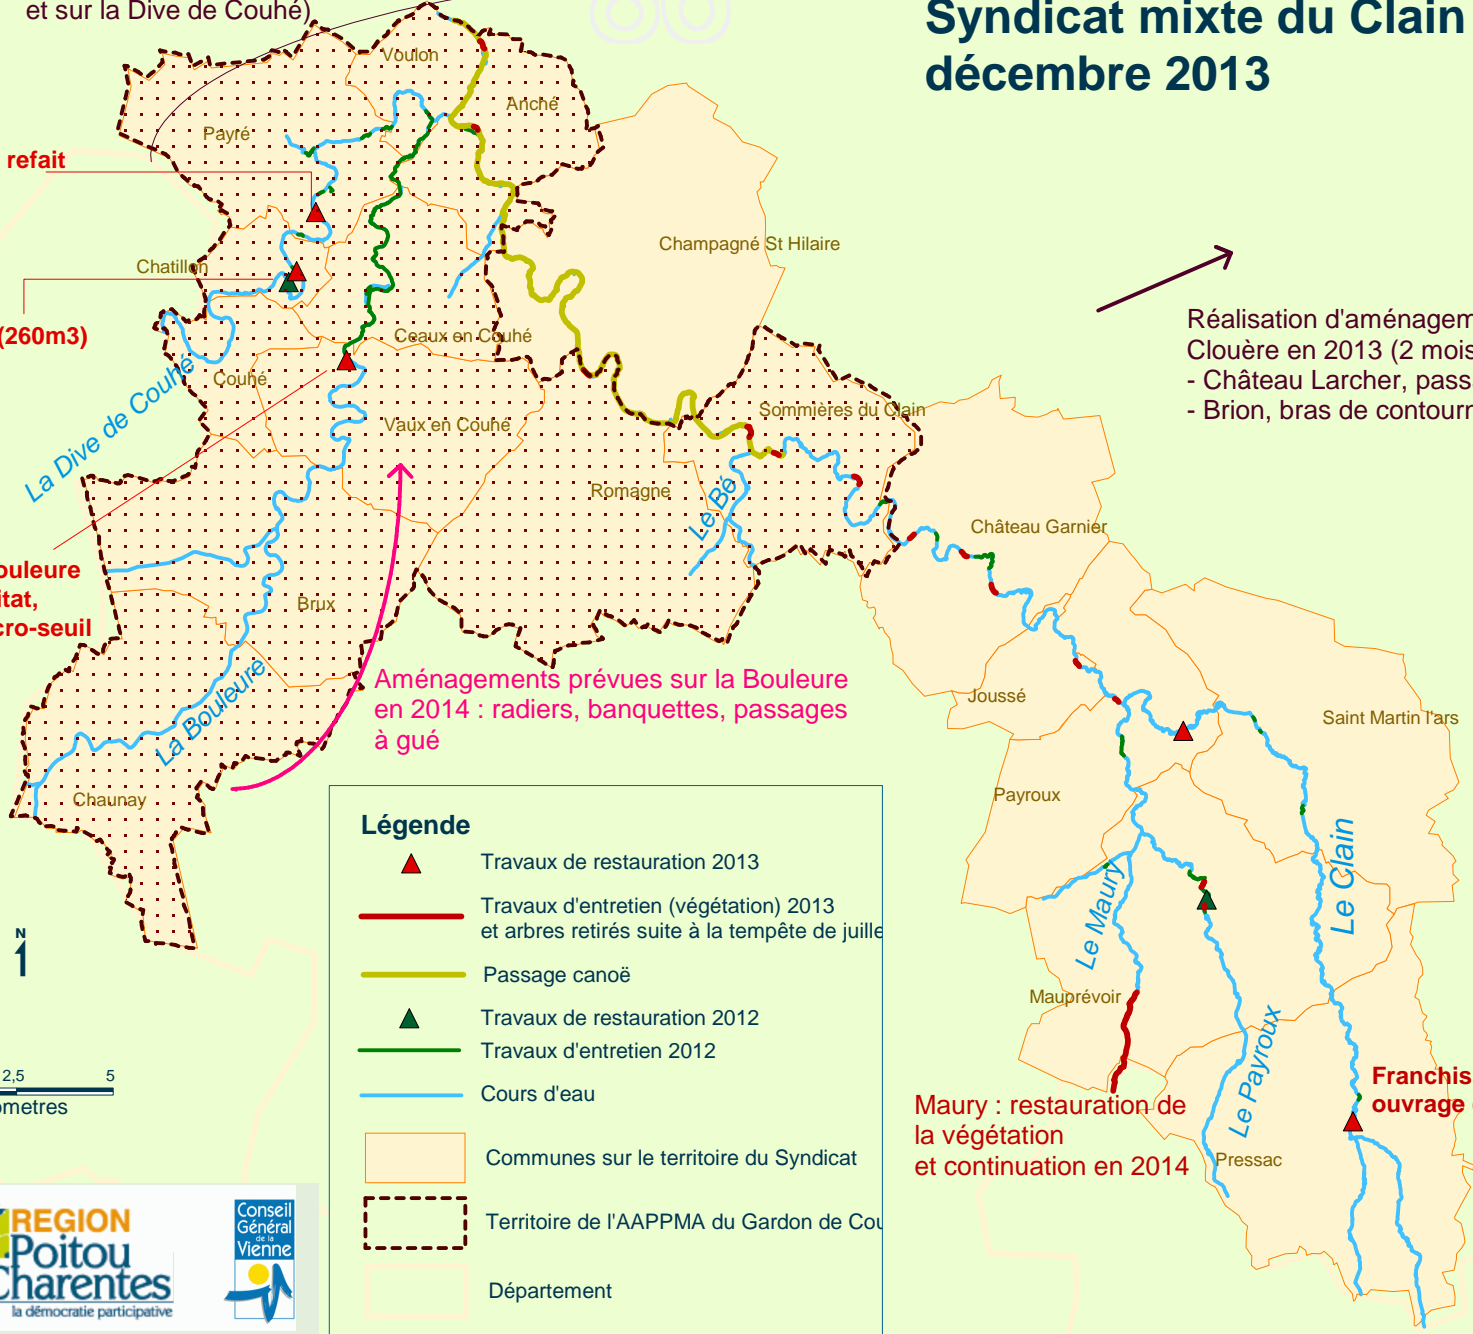 et sur la Dive de Couhé)
Syndicat mixte du Clain
décembre 2013
Voulon
Anché
Payré
refait
Champagné St Hilaire
Chatillon
(260m3)
Ceaux en Couhé
Couhé
La Dive de Couhé
Vaux en Couhé
Réalisation d'aménagem
Clouère en 2013 (2 mois
- Château Larcher, pass
- Brion, bras de contourn
Sommières du Clain
Romagne
Le Bé
Château Garnier
ouleure
itat,
cro-seuil
Brux
La Bouleure
Aménagements prévues sur la Bouleure
en 2014 : radiers, banquettes, passages
à gué
Joussé
Saint Martin l'ars
Chaunay
Payroux
Le Clain
Le Maury
Mauprévoir
Le Payroux
Franchis
ouvrage
Maury : restauration de
la végétation
et continuation en 2014
Pressac
Légende
Travaux de restauration 2013
Travaux d'entretien (végétation) 2013
et arbres retirés suite à la tempête de juille
Passage canoë
Travaux de restauration 2012
Travaux d'entretien 2012
Cours d'eau
Communes sur le territoire du Syndicat
Territoire de l'AAPPMA du Gardon de Cou
Département
N
2,5 5
ometres
REGION
Poitou
Charentes
la démocratie participative
Conseil
Général
de la
Vienne